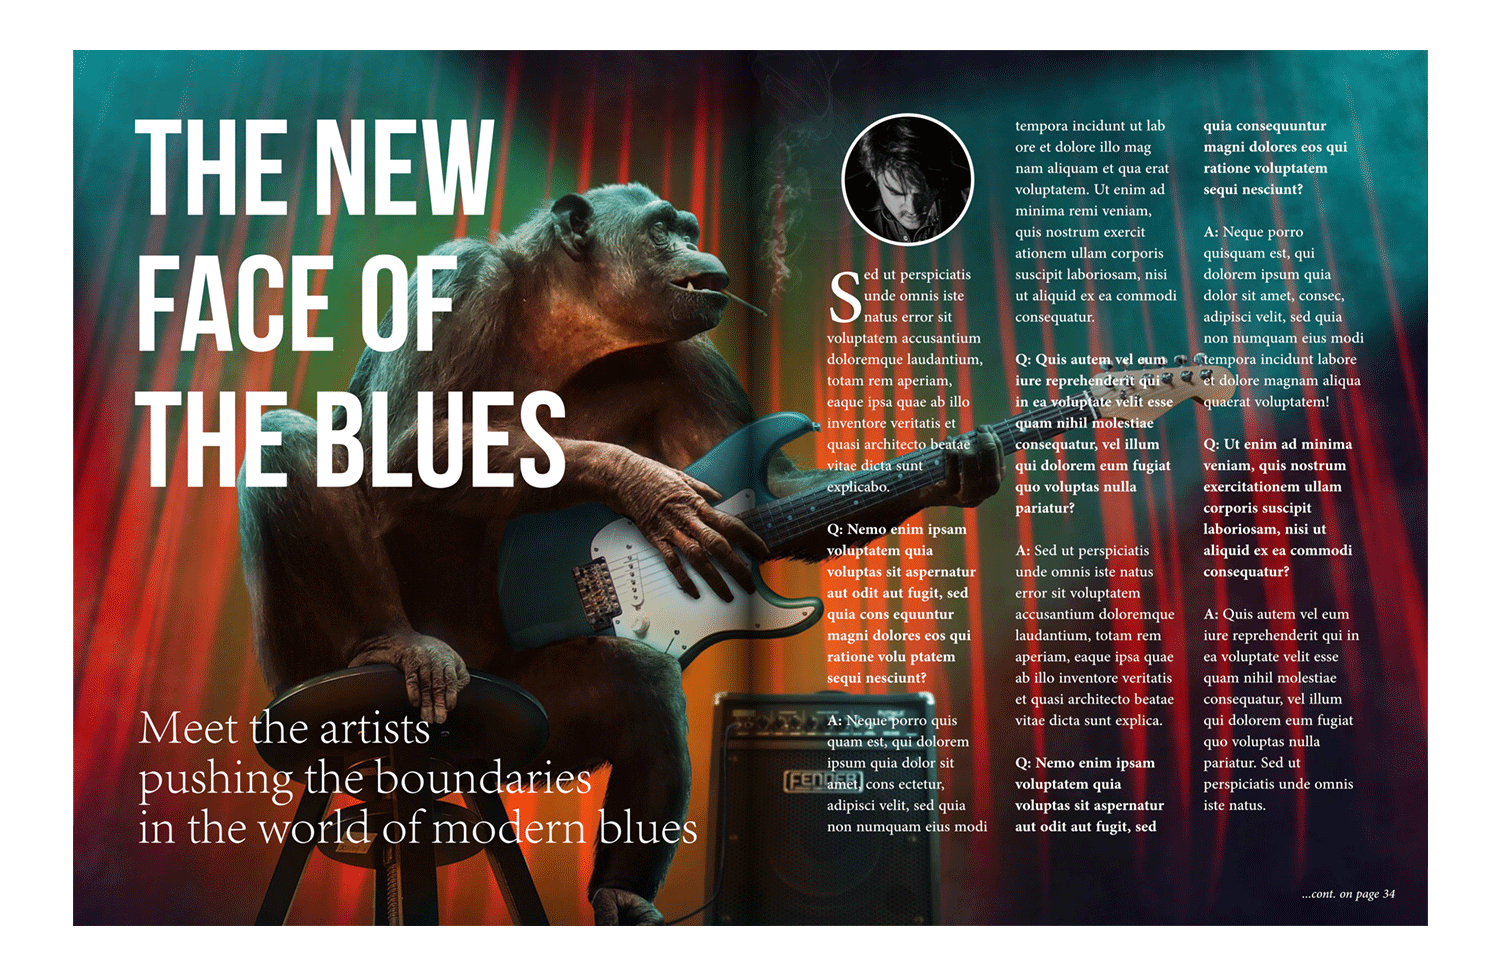 THE NEW
FACE OF
THE BLUES
Meet the artists
pushing the boundaries
in the world of modern blues
Sed ut perspiciatis
unde omnis iste
natus error sit
voluptatem accusantium
doloremque laudantium,
totam rem aperiam,
eaque ipsa quae ab illo
inventore veritatis et
quasi architecto beatae
vitae dicta sunt
explicabo.
Q: Nemo enim ipsam
voluptatem quia
voluptas sit aspernatur
aut odit aut fugit, sed
quia cons equuntur
magni dolores eos qui
ratione volu ptatem
sequi nesciunt?
A: Neque porro quis
quam est, qui dolorem
ipsum quia dolor sit
amet, cons ectetur,
adipisci velit, sed quia
non numquam eius modi
FENDER
tempora incidunt ut lab
ore et dolore illo mag
nam aliquam et qua erat
voluptatem. Ut enim ad
minima remi veniam,
quis nostrum exercit
ationem ullam corporis
suscipit laboriosam, nisi
ut aliquid ex ea commodi
consequatur.
Q: Quis autem vel eum
iure reprehenderit qui
in ea voluptate velit esse
quam nihil molestiae
consequatur, vel illum
qui dolorem eum fugiat
quo voluptas nulla
pariatur?
A: Sed ut perspiciatis
unde omnis iste natus
error sit voluptatem
accusantium doloremque
laudantium, totam rem
aperiam, eaque ipsa quae
ab illo inventore veritatis
et quasi architecto beatae
vitae dicta sunt explica.
Q: Nemo enim ipsam
voluptatem quia
voluptas sit aspernatur
aut odit aut fugit, sed
quia consequuntur
magni dolores eos qui
ratione voluptatem
sequi nesciunt?
A: Neque porro
quisquam est, qui
dolorem ipsum quia
dolor sit amet, consec,
adipisci velit, sed quia
non numquam eius modi
tempora incidunt labore
et dolore magnam aliqua
quaerat voluptatem!
Q: Ut enim ad minima
veniam, quis nostrum
exercitationem ullam
corporis suscipit
laboriosam, nisi ut
aliquid ex ea commodi
consequatur?
A: Quis autem vel eum
iure reprehenderit qui in
ea voluptate velit esse
quam nihil molestiae
consequatur, vel illum
qui dolorem eum fugiat
quo voluptas nulla
pariatur. Sed ut
perspiciatis unde omnis
iste natus.
...cont. on page 34